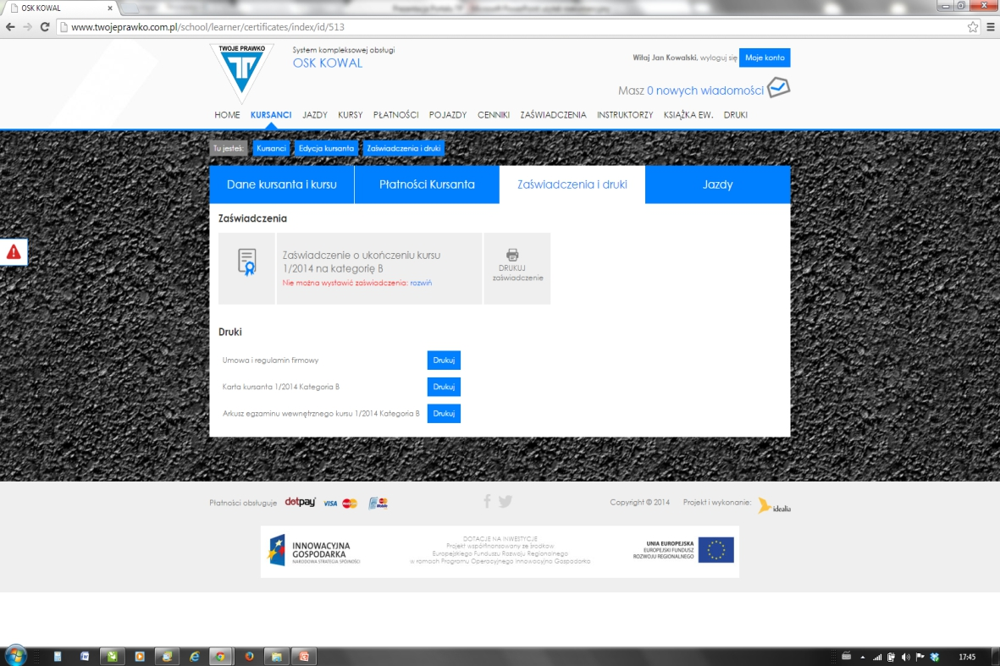 OSK KOWAL
www.twojeprawko.com.pl/school/learner/certificates/index/id/513
TWOJE PRAWKO
System kompleksowej obsługi
OSK KOWAL
Witaj Jan Kowalski, wyloguj się Moje konto
Masz 0 nowych wiadomości
HOME KURSANCI JAZDY KURSY PŁATNOŚCI POJAZDY CENNIKI ZAŚWIADCZENIA INSTRUKTORZY KSIĄŻKA EW. DRUKI
Tu jesteś: Kursanci Edycja kursanta Zaświadczenia i druki
Dane kursanta i kursu Płatności Kursanta Zaświadczenia i druki Jazdy
Zaświadczenia
Zaświadczenie o ukończeniu kursu
1/2014 na kategorię B
Nie można wystawić zaświadczenia: rozwiń
DRUKUJ
zaświadczenie
Druki
Umowa i regulamin firmowy Drukuj
Karta kursanta 1/2014 Kategoria B Drukuj
Arkusz egzaminu wewnętrznego kursu 1/2014 Kategoria B Drukuj
Płatności obsługuje dotpay VISA
Copyright © 2014 Projekt i wykonanie: idealia
INNOWACYJNA
GOSPODARKA
NARODOWA STRATEGIA SPÓJNOŚCI
DOTACJE NA INWESTYCJE
Projekt współfinansowany ze środków
Europejskiego Funduszu Rozwoju Regionalnego
w ramach Programu Operacyjnego Innowacyjna Gospodarka
UNIA EUROPEJSKA
EUROPEJSKI FUNDUSZ
ROZWOJU REGIONALNEGO
17:45